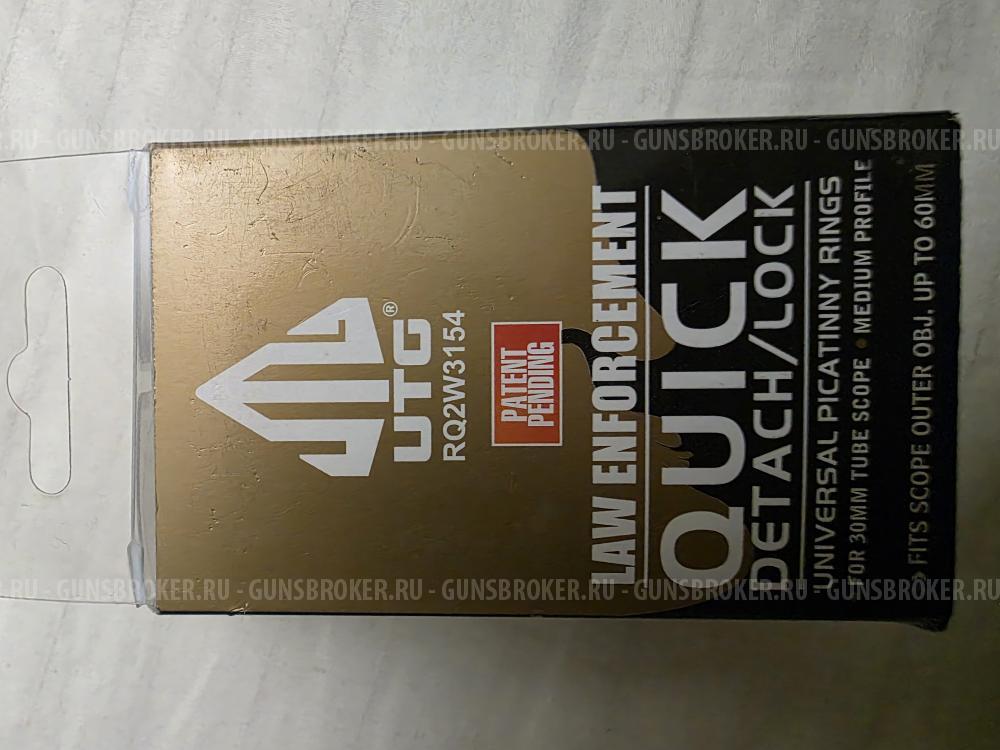 UTG®
RQ2W3154
PATENT
PENDING
LAW ENFORCEMENT
QUICK
DETACH/LOCK
UNIVERSAL PICATINNY RINGS
FOR 30MM TUBE SCOPE • MEDIUM PROFILE
FITS SCOPE OUTER OBJ. UP TO 60MM
.RU - GUNSBROKER.RU - GUNSBROKER.RU - GUNSBROKER.RU - GUNSBROKER.RU - GUNSBROKER.RU
.RU - GUNSBROKER.RU - GUNSBROKER.RU - GUNSBROKER.RU - GUNSBROKER.RU - GUNSBROKER.RU